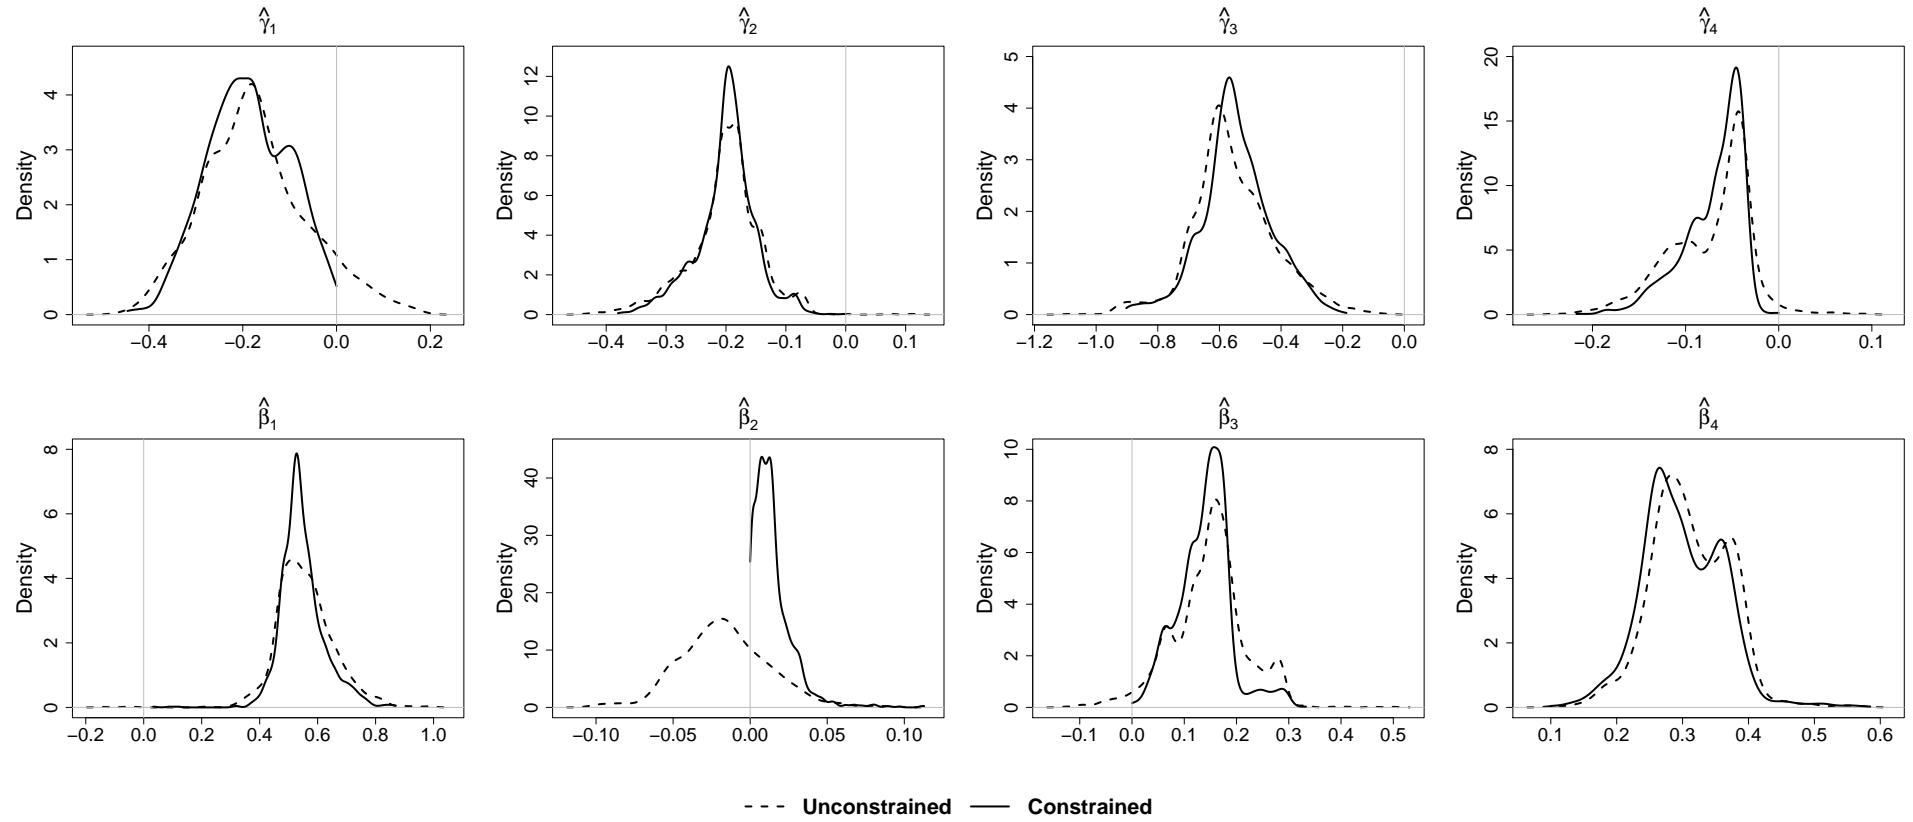 γ̂1 γ̂2 γ̂3 γ̂4
Density 0 1 2 3 4
−0.4 −0.2 0.0 0.2
Density 0 2 4 6 8 10 12
−0.4 −0.3 −0.2 −0.1 0.0 0.1
Density 0 1 2 3 4 5
−1.2 −1.0 −0.8 −0.6 −0.4 −0.2 0.0
Density 0 5 10 15 20
−0.2 −0.1 0.0 0.1
β̂1 β̂2 β̂3 β̂4
Density 0 2 4 6 8
−0.2 0.0 0.2 0.4 0.6 0.8 1.0
Density 0 10 20 30 40
−0.10 −0.05 0.00 0.05 0.10
Density 0 2 4 6 8 10
−0.1 0.0 0.1 0.2 0.3 0.4 0.5
Density 0 2 4 6 8
0.1 0.2 0.3 0.4 0.5 0.6
Unconstrained Constrained